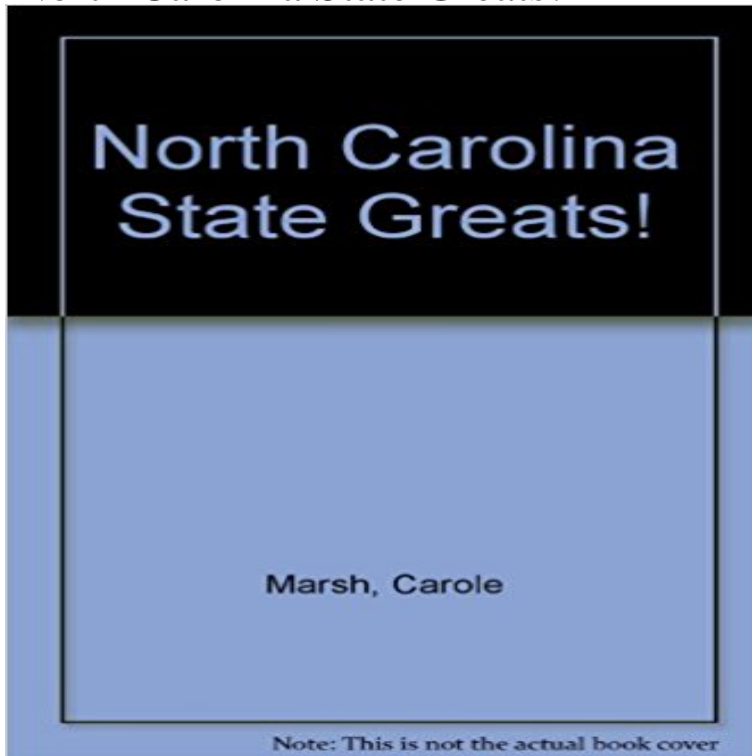 North Carolina
State Greats!
Marsh, Carole
Note: This is not the actual book cover